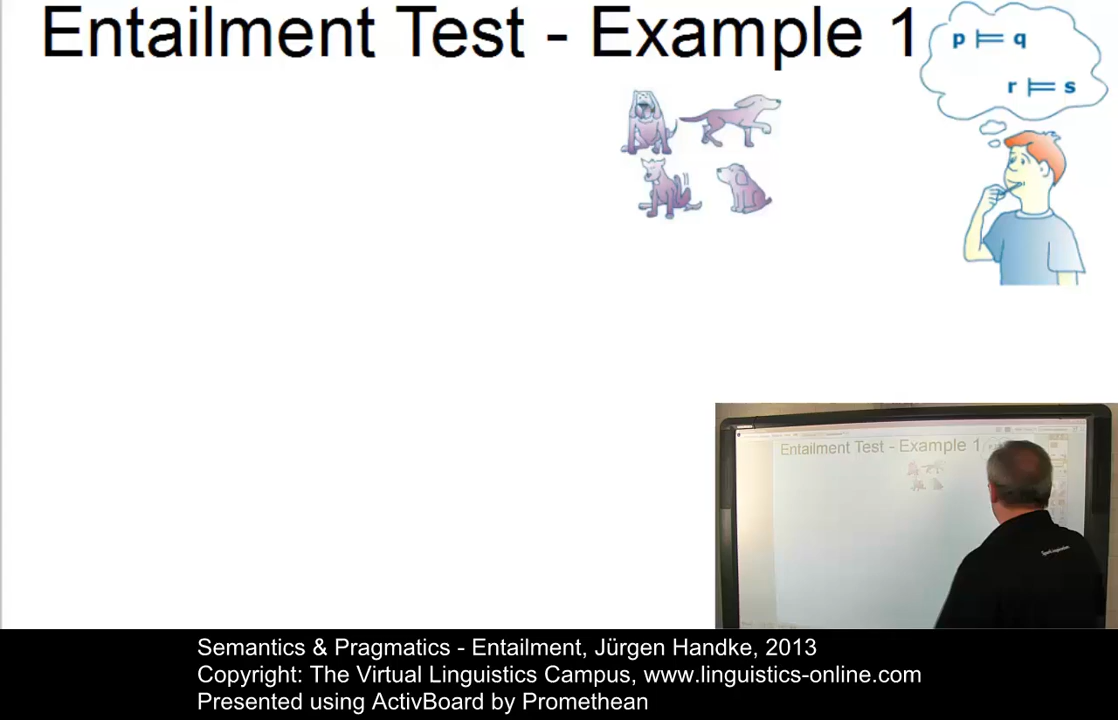 Entailment Test - Example 1
p ⊨ q
r ⊨ s
Entailment Test - Example 1
Semantics & Pragmatics - Entailment, Jürgen Handke, 2013
Copyright: The Virtual Linguistics Campus, www.linguistics-online.com
Presented using ActivBoard by Promethean